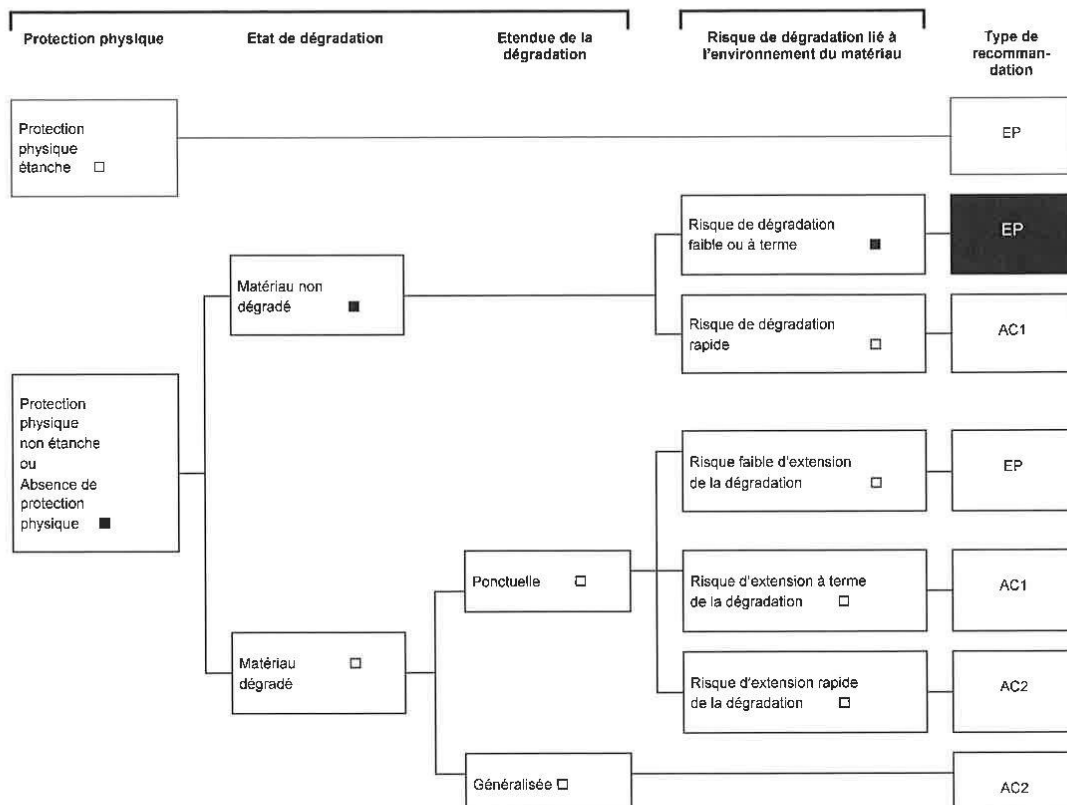 Protection physique
Etat de dégradation
Etendue de la
dégradation
Risque de dégradation lié à
l'environnement du matériau
Type de
recomman-
dation
Protection
physique
étanche □
EP
Risque de dégradation
faible ou à terme ■
EP
Matériau non
dégradé ■
Risque de dégradation
rapide □
AC1
Protection
physique
non étanche
ou
Absence de
protection
physique ■
Risque faible d'extension
de la dégradation □
EP
Ponctuelle □
Risque d'extension à terme
de la dégradation □
AC1
Matériau □
dégradé
Risque d'extension rapide
de la dégradation □
AC2
Généralisée □
AC2